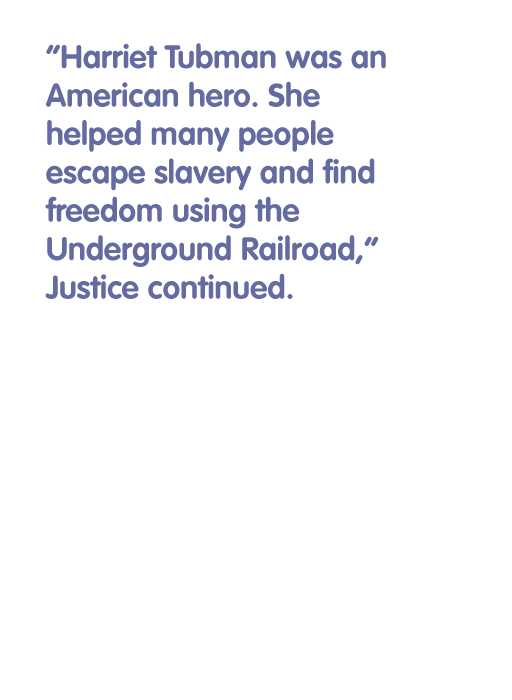 "Harriet Tubman was an
American hero. She
helped many people
escape slavery and find
freedom using the
Underground Railroad,"
Justice continued.